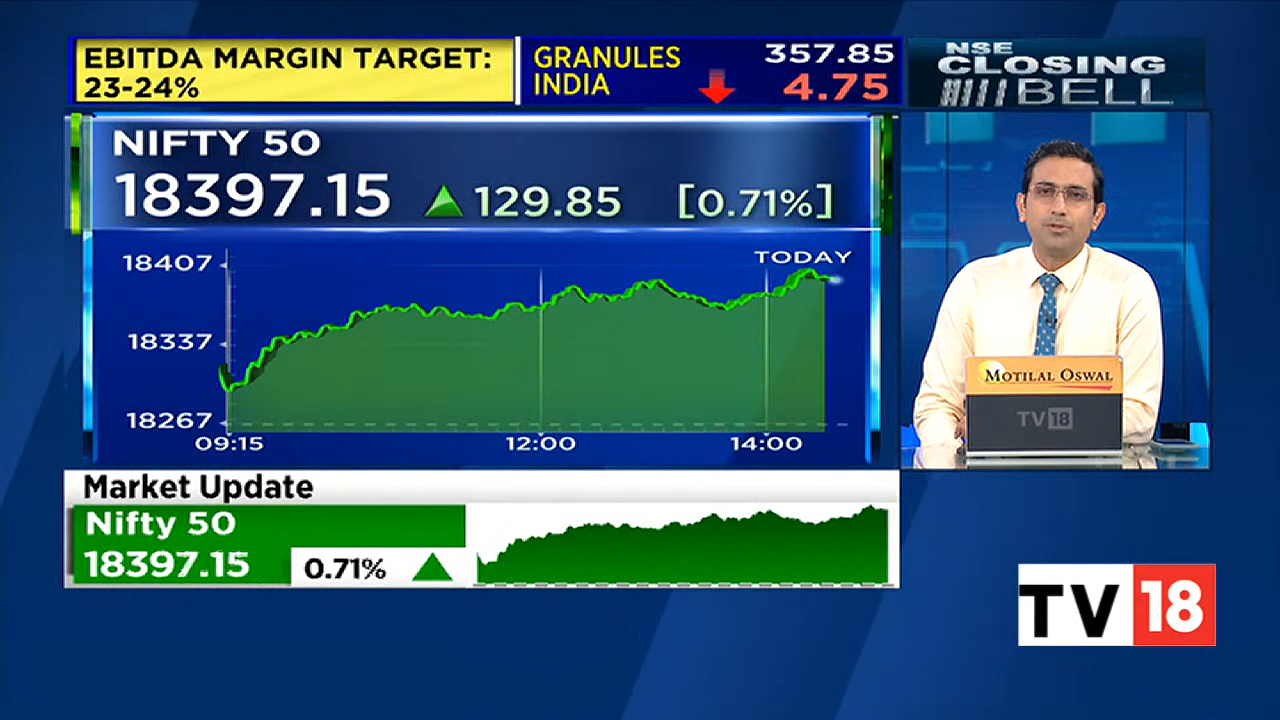 EBITDA MARGIN TARGET:
23-24%
GRANULES
INDIA
357.85
4.75
NSE
CLOSING
BELL
NIFTY 50
18397.15
129.85
[0.71%]
TODAY
18407
18337
18267
09:15
12:00
14:00
MOTILAL OSWAL
TV18
Market Update
Nifty 50
18397.15
0.71%
TV18